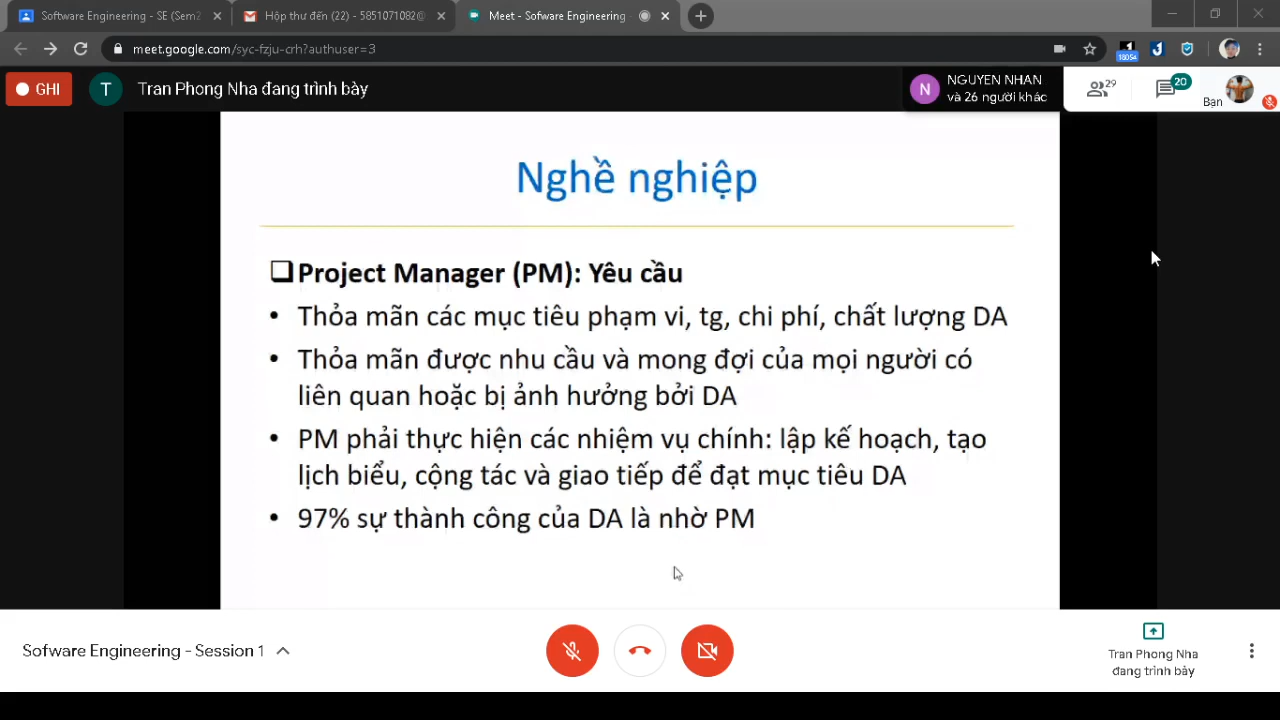 Software Engineering - SE (Sem2
Hộp thư đến (22) - 5851071082@
Meet - Sofware Engineering -
meet.google.com/syc-fzju-crh?authuser=3
18054
GHI
T
Tran Phong Nha đang trình bày
N
NGUYEN NHAN
và 26 người khác
29
20
Bạn
Nghề nghiệp
Project Manager (PM): Yêu cầu
• Thỏa mãn các mục tiêu phạm vi, tg, chi phí, chất lượng DA
• Thỏa mãn được nhu cầu và mong đợi của mọi người có
liên quan hoặc bị ảnh hưởng bởi DA
• PM phải thực hiện các nhiệm vụ chính: lập kế hoạch, tạo
lịch biểu, cộng tác và giao tiếp để đạt mục tiêu DA
• 97% sự thành công của DA là nhờ PM
Sofware Engineering - Session 1
Tran Phong Nha
đang trình bày